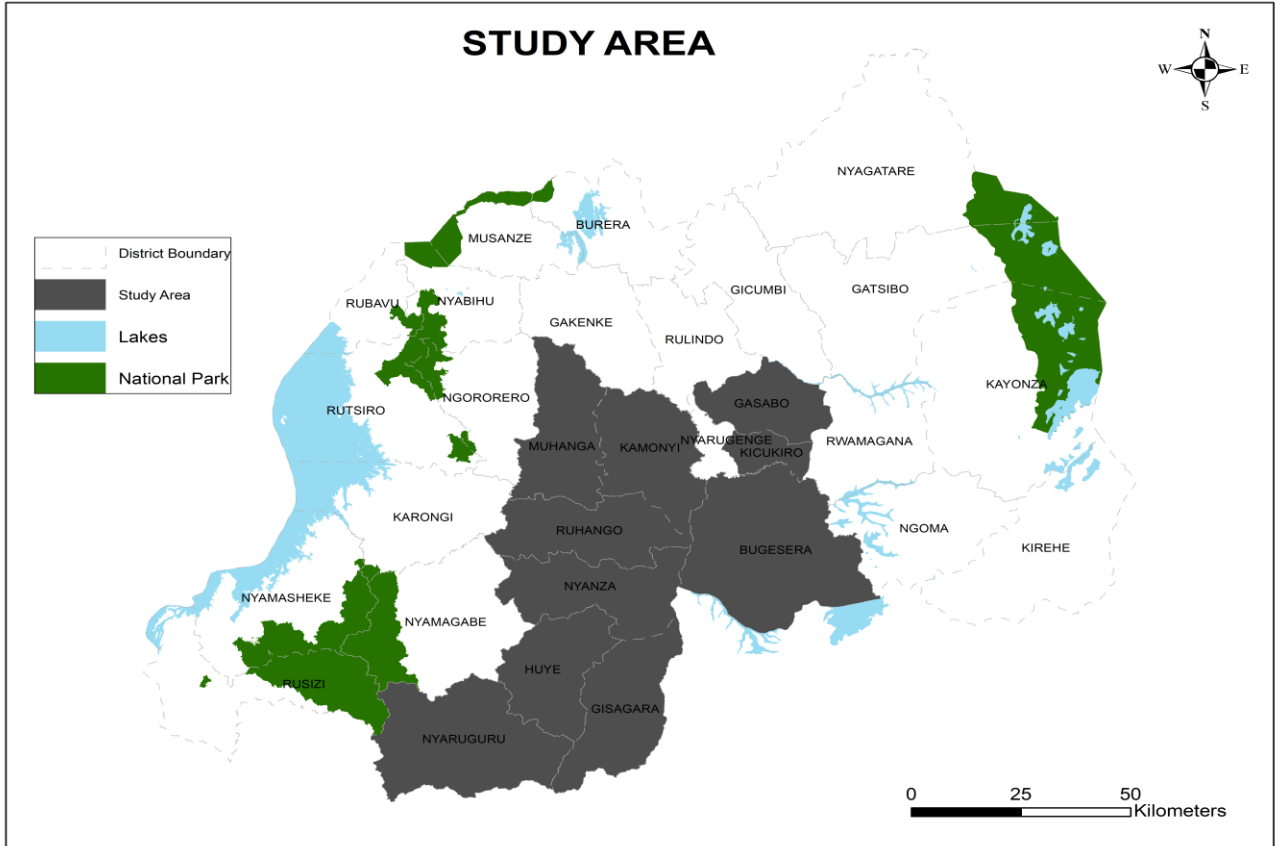 STUDY AREA
N
W E
S
NYAGATARE
BURERA
MUSANZE
District Boundary
Study Area
Lakes
National Park
RUBAVU
NYABIHU
GICUMBI
GATSIBO
GAKENKE
RULINDO
KAYONZA
NGORORERO
RUTSIRO
GASABO
MUHANGA
KAMONYI
NYARUGENGE
KICUKIRO
RWAMAGANA
KARONGI
RUHANGO
BUGESERA
NGOMA
KIREHE
NYANZA
NYAMASHEKE
NYAMAGABE
HUYE
RUSIZI
GISAGARA
NYARUGURU
0 25 50
Kilometers